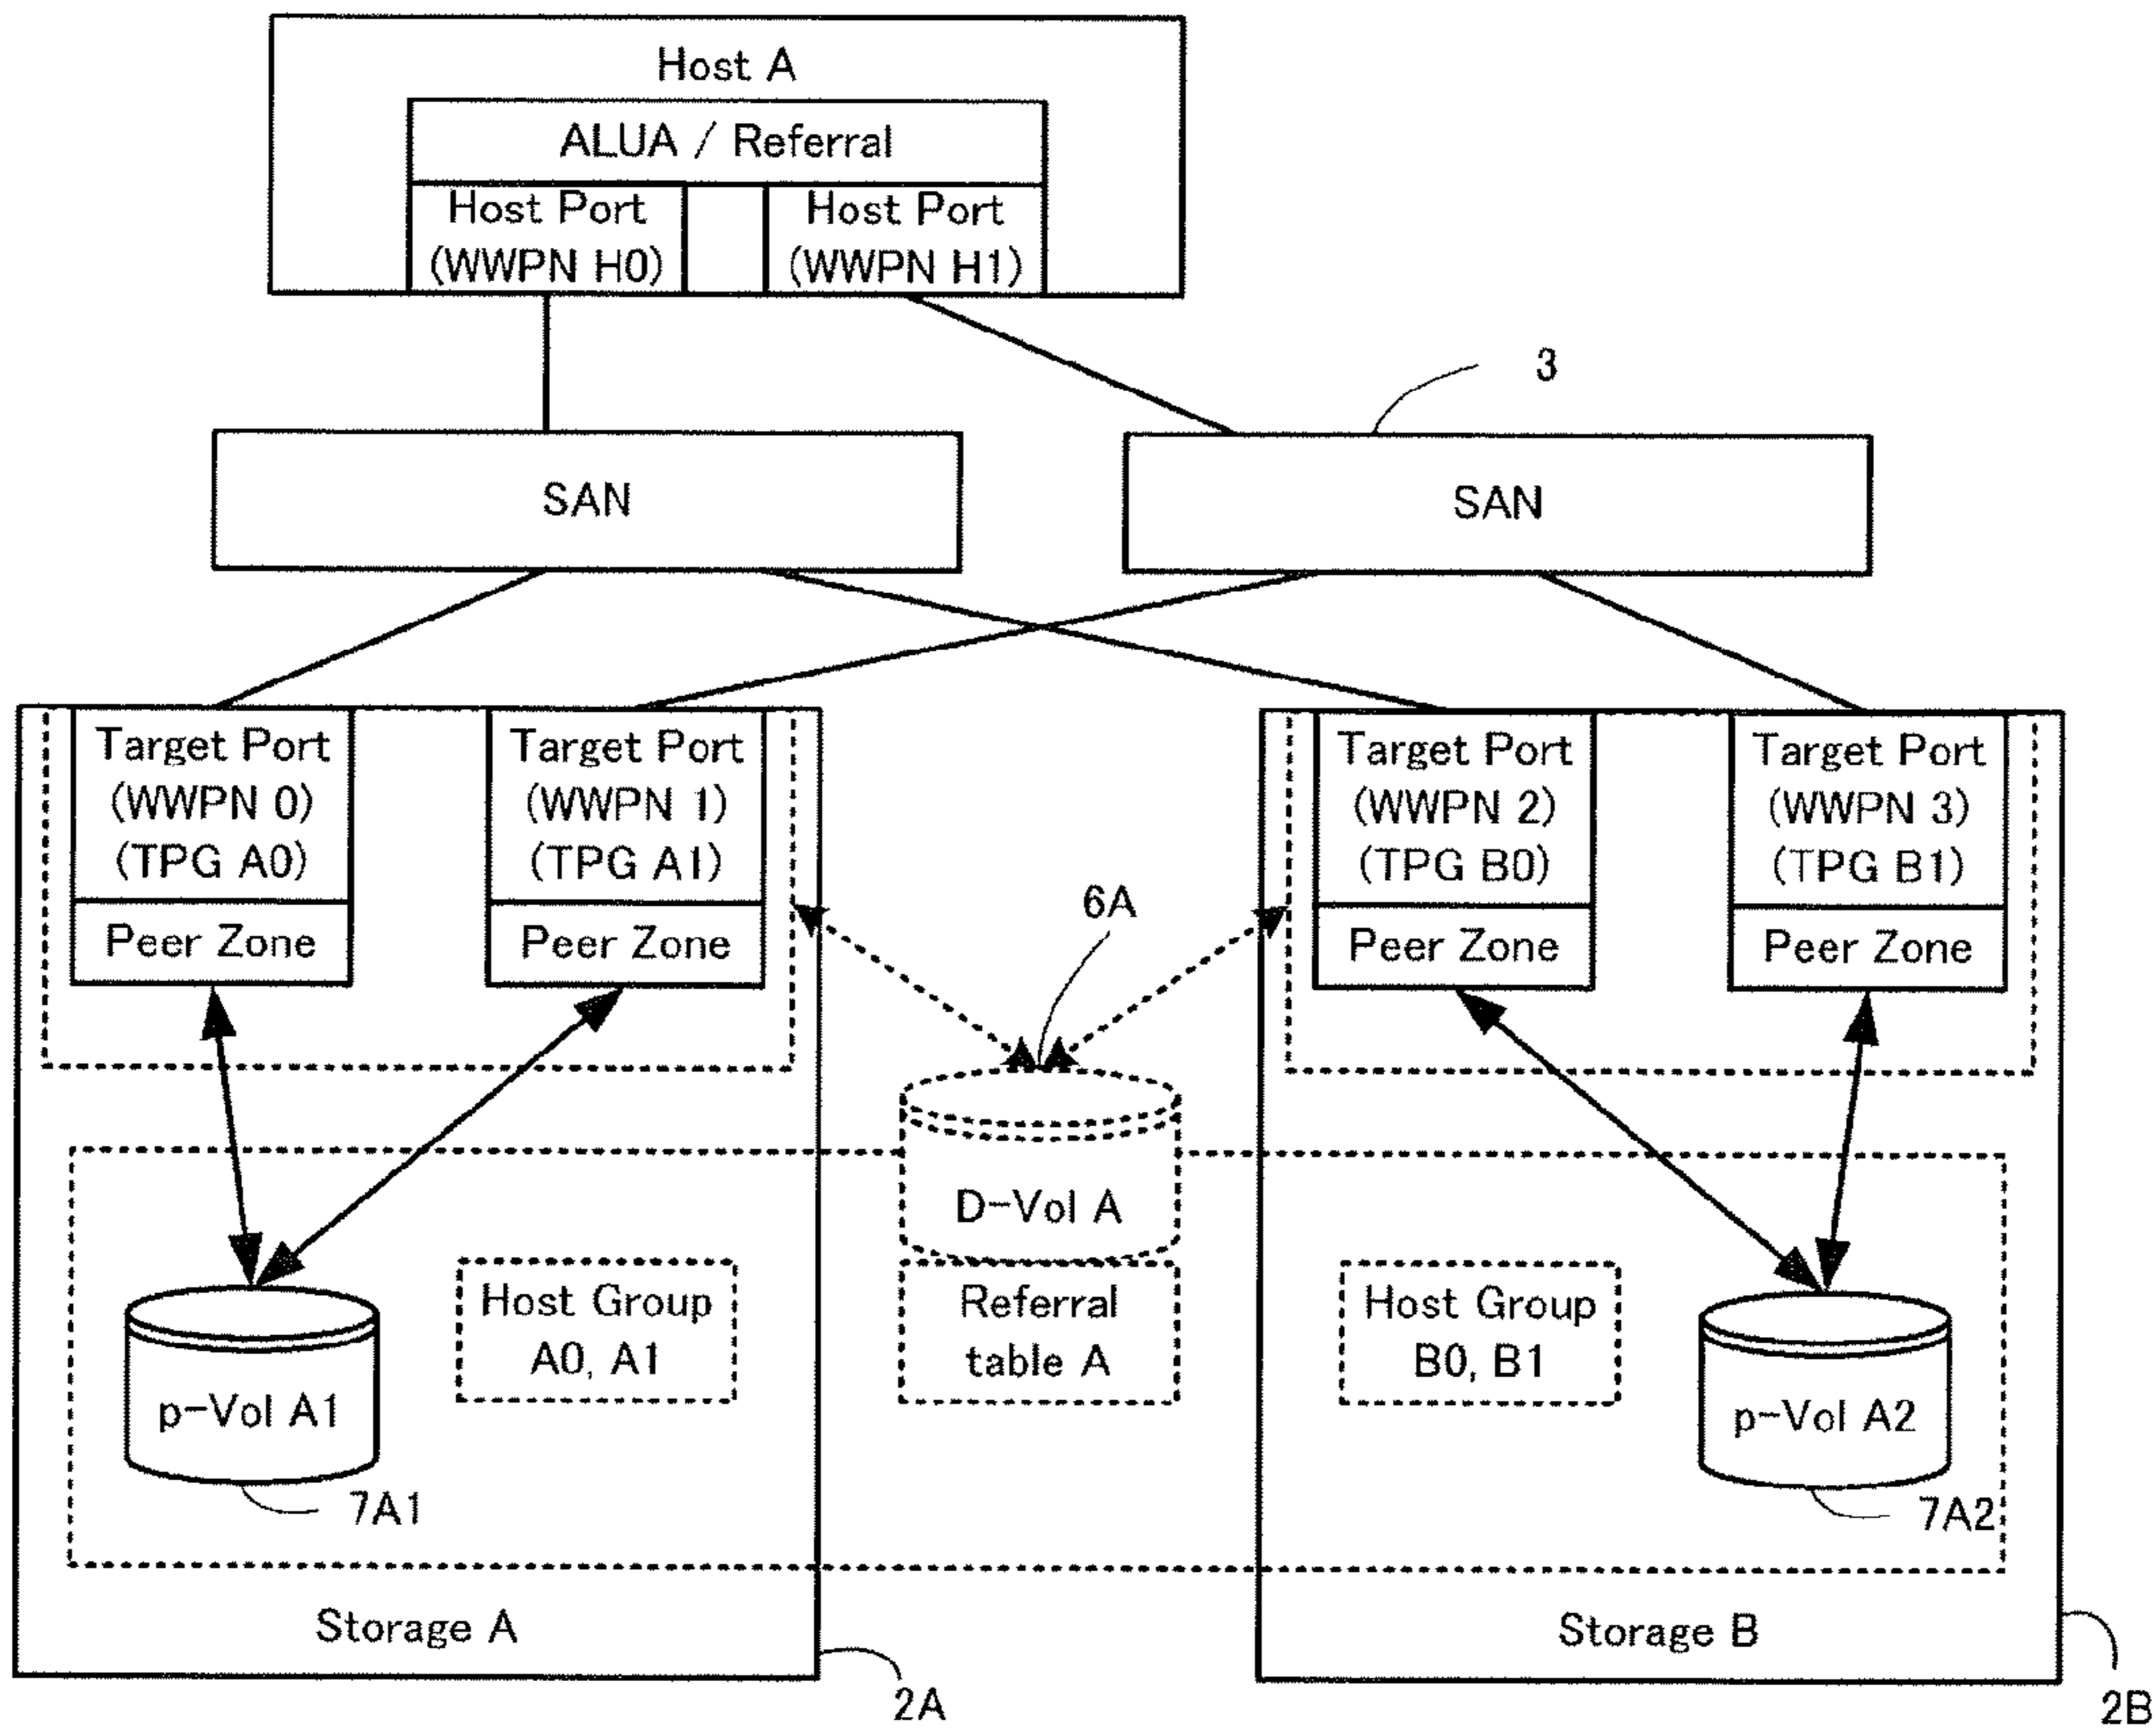 Host A
ALUA / Referral
Host Port
(WWPN H0)
Host Port
(WWPN H1)
3
SAN
SAN
Target Port
(WWPN 0)
(TPG A0)
Peer Zone
Target Port
(WWPN 1)
(TPG A1)
Peer Zone
6A
Target Port
(WWPN 2)
(TPG B0)
Peer Zone
Target Port
(WWPN 3)
(TPG B1)
Peer Zone
D-Vol A
Host Group
A0, A1
Referral
table A
Host Group
B0, B1
p-Vol A1
p-Vol A2
7A1
7A2
Storage A
Storage B
2A
2B